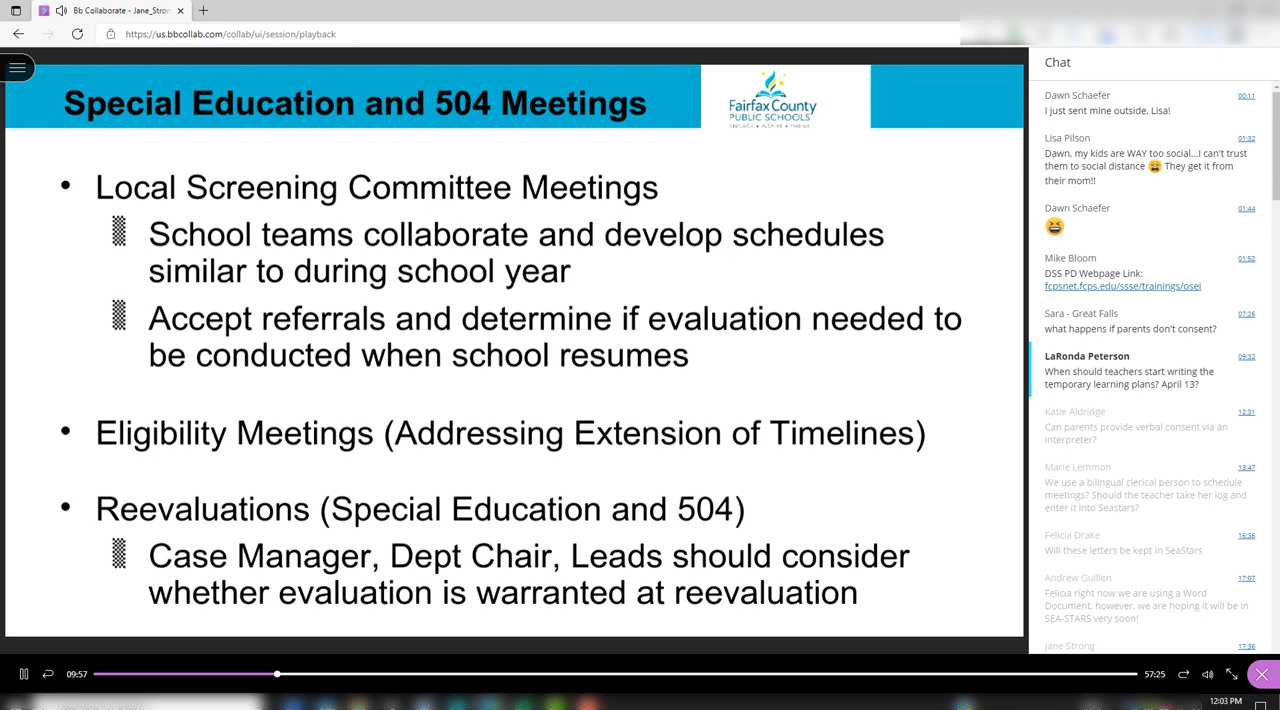 Bb Collaborate - Jane_Stron
https://us.bbcollab.com/collab/ui/session/playback
Special Education and 504 Meetings
Fairfax County
PUBLIC SCHOOLS
ENGAGE • INSPIRE • THRIVE
• Local Screening Committee Meetings
School teams collaborate and develop schedules
similar to during school year
Accept referrals and determine if evaluation needed to
be conducted when school resumes
• Eligibility Meetings (Addressing Extension of Timelines)
• Reevaluations (Special Education and 504)
Case Manager, Dept Chair, Leads should consider
whether evaluation is warranted at reevaluation
Chat
Dawn Schaefer 00:11
I just sent mine outside, Lisa!
Lisa Pilson 01:32
Dawn, my kids are WAY too social...I can't trust
them to social distance 😩 They get it from
their mom!!
Dawn Schaefer 01:44
😆
Mike Bloom 01:52
DSS PD Webpage Link:
fcpsnet.fcps.edu/ssse/trainings/osei
Sara - Great Falls 07:26
what happens if parents don't consent?
LaRonda Peterson 09:32
When should teachers start writing the
temporary learning plans? April 13?
Katie Aldridge 12:31
Can parents provide verbal consent via an
interpreter?
Marie Lemmon 13:47
We use a bilingual clerical person to schedule
meetings? Should the teacher take her log and
enter it into Seastars?
Felicia Drake 16:36
Will these letters be kept in SeaStars
Andrew Guillen 17:07
Felicia right now we are using a Word
Document, however, we are hoping it will be in
SEA-STARS very soon!
Jane Strong 17:36
09:57
57:25
12:03 PM